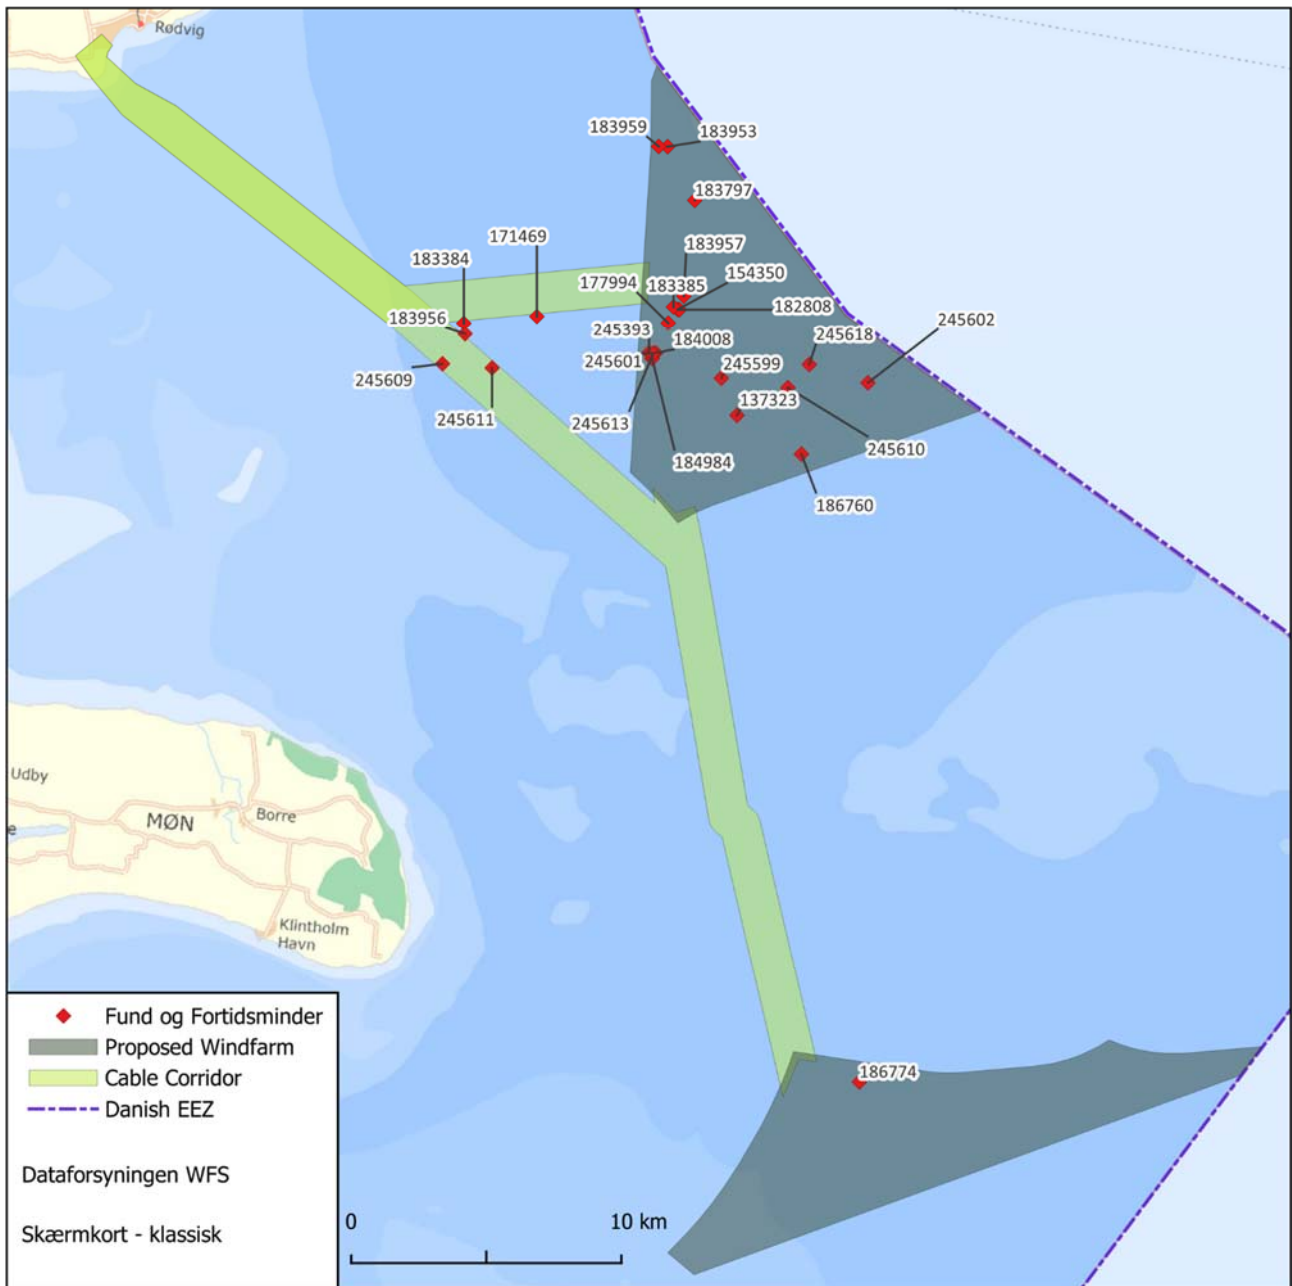 Rødvig
183959
183953
183797
171469
183384
183957
177994
183385
154350
182808
183956
245393
184008
245601
245609
245611
245613
184984
245599
137323
245618
245602
245610
186760
Udby
e
MØN
Borre
Klintholm
Havn
186774
Fund og Fortidsminder
Proposed Windfarm
Cable Corridor
Danish EEZ
Dataforsyningen WFS
Skærmkort - klassisk
0
10 km